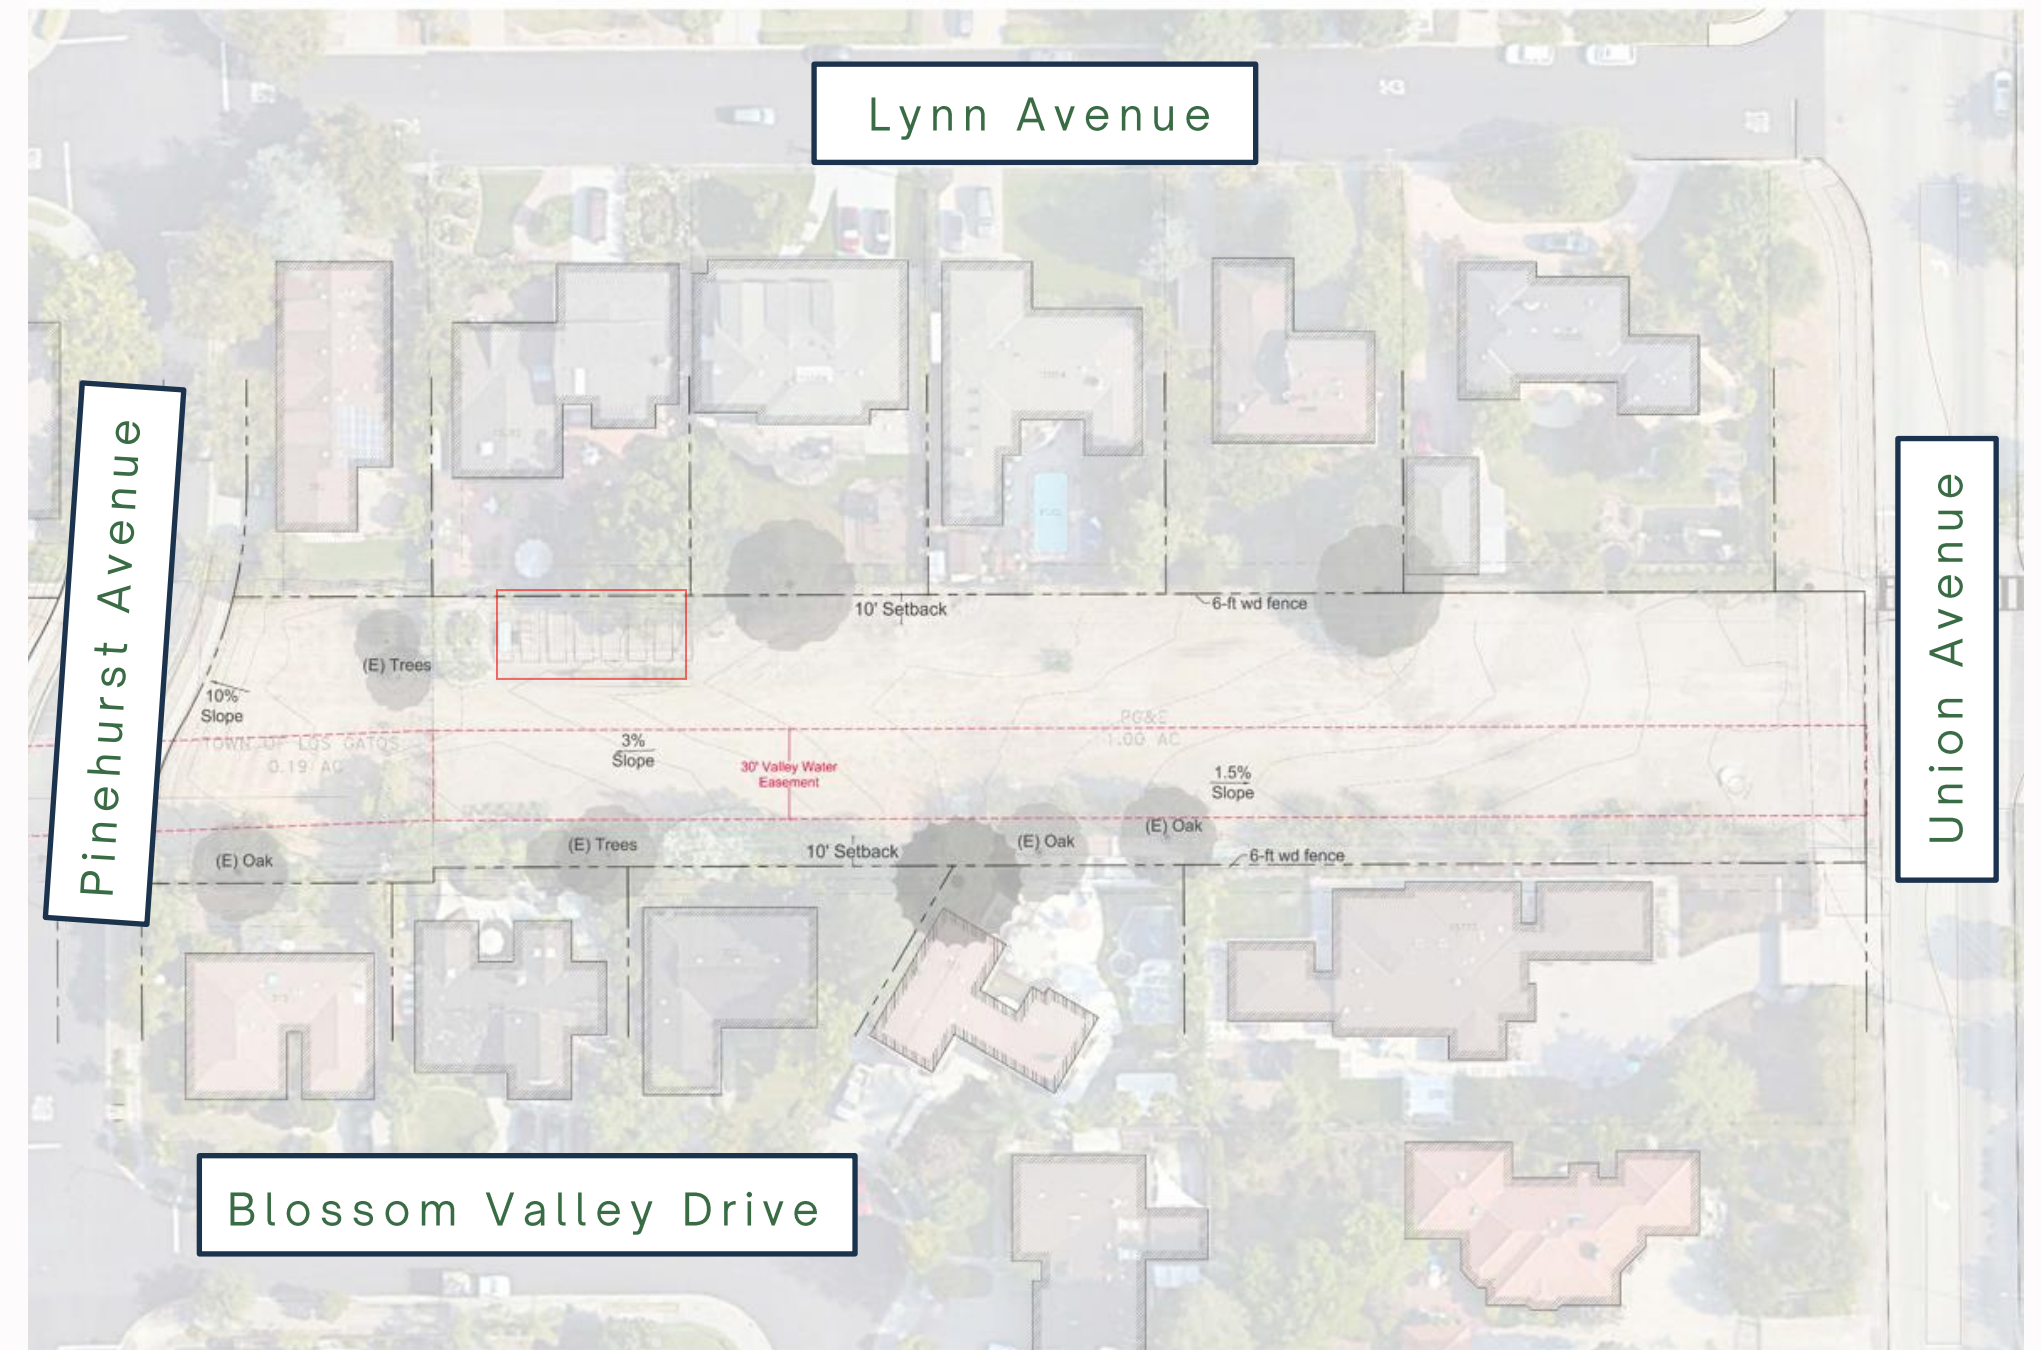 Lynn Avenue
Pinehurst Avenue
Union Avenue
10' Setback
6-ft wd fence
(E) Trees
10%
Slope
PG&E
1.00 AC
TOWN OF LOS GATOS
0.19 AC
3%
Slope
30' Valley Water
Easement
1.5%
Slope
(E) Oak
(E) Trees
10' Setback
(E) Oak
(E) Oak
6-ft wd fence
Blossom Valley Drive